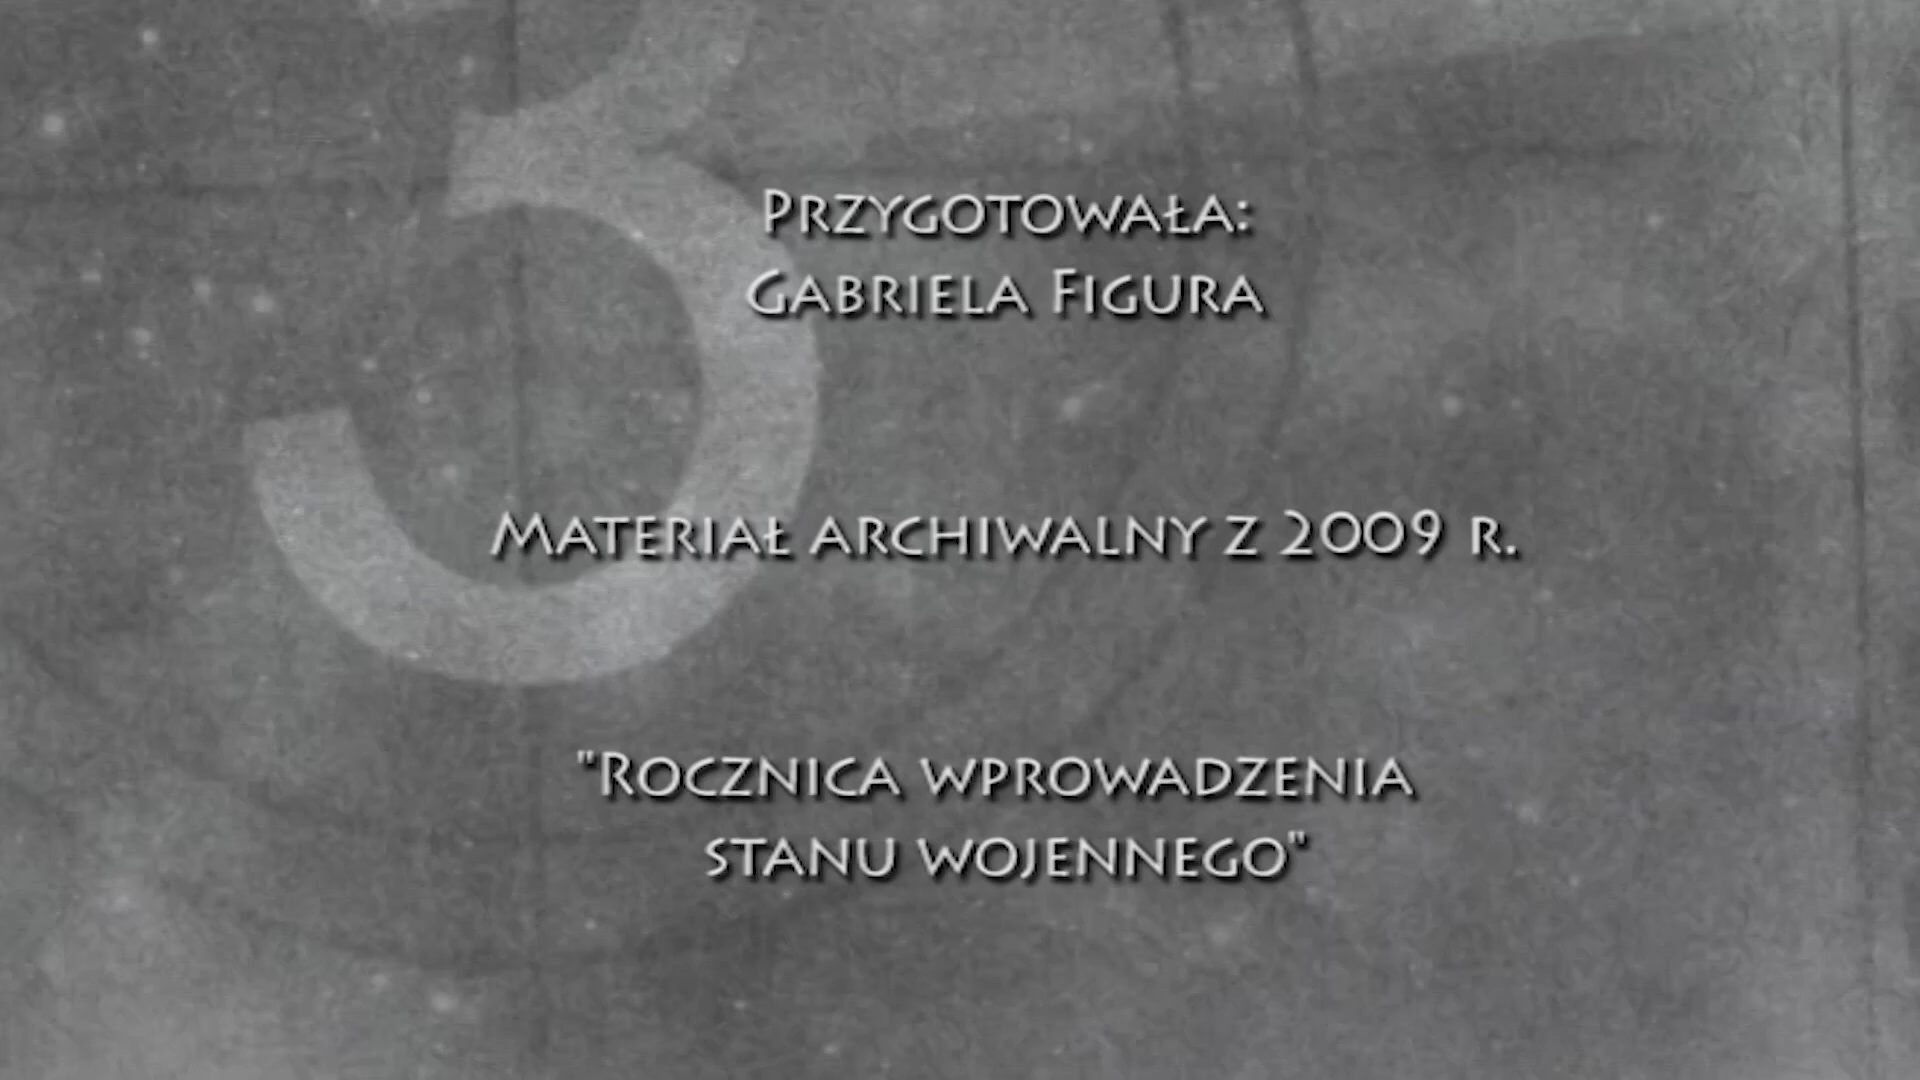 Przygotowała:
Gabriela Figura
Materiał archiwalny z 2009 r.
"Rocznica wprowadzenia
stanu wojennego"